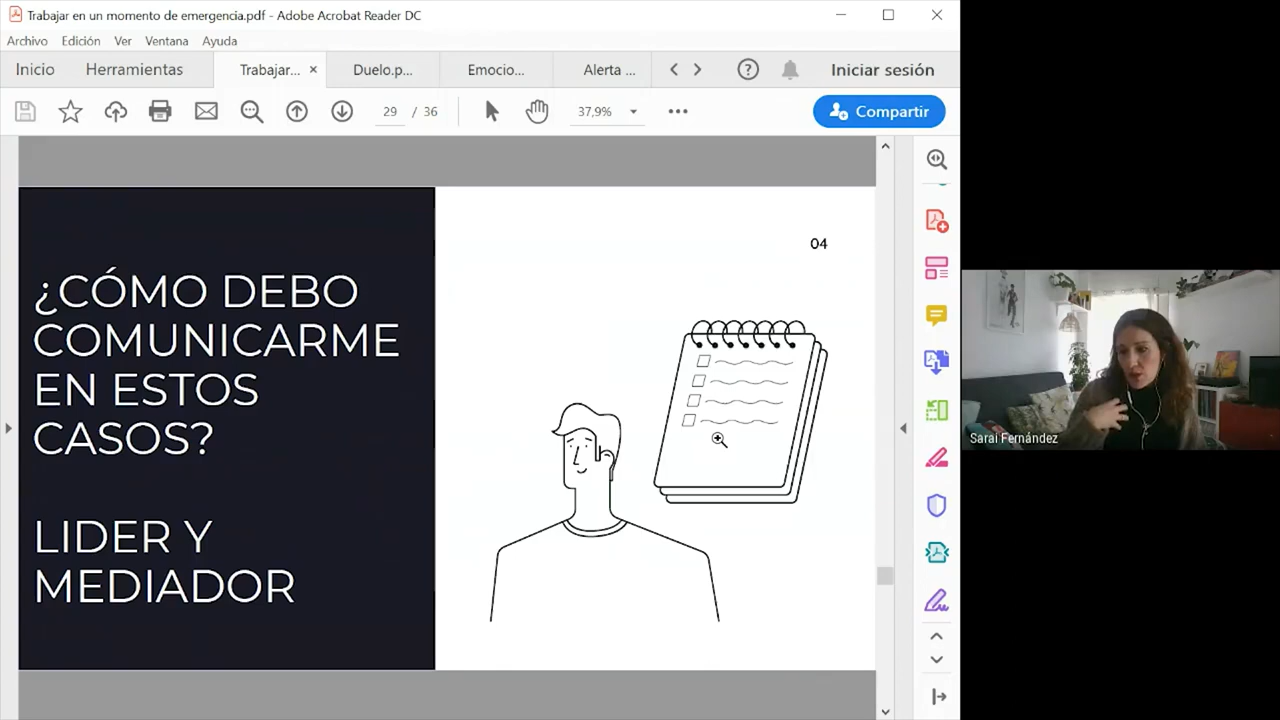 Trabajar en un momento de emergencia.pdf - Adobe Acrobat Reader DC
Archivo Edición Ver Ventana Ayuda
Inicio Herramientas Trabajar... Duelo.p... Emocio... Alerta ... Iniciar sesión
29 / 36 37,9% Compartir
04
¿CÓMO DEBO
COMUNICARME
EN ESTOS
CASOS?
LIDER Y
MEDIADOR
Sarai Fernández